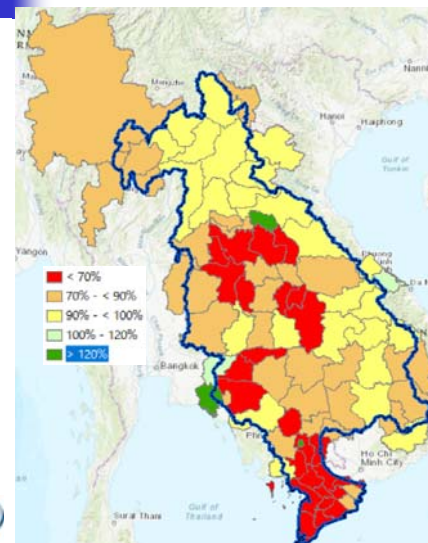 Hanoi
Haiphong
Gulf of
Yangon
< 70%
70% - < 90%
90% - < 100%
100% - 120%
> 120%
Bangkok
Ho Chi
Minh City
Gulf of
Thailand
Surat Thani